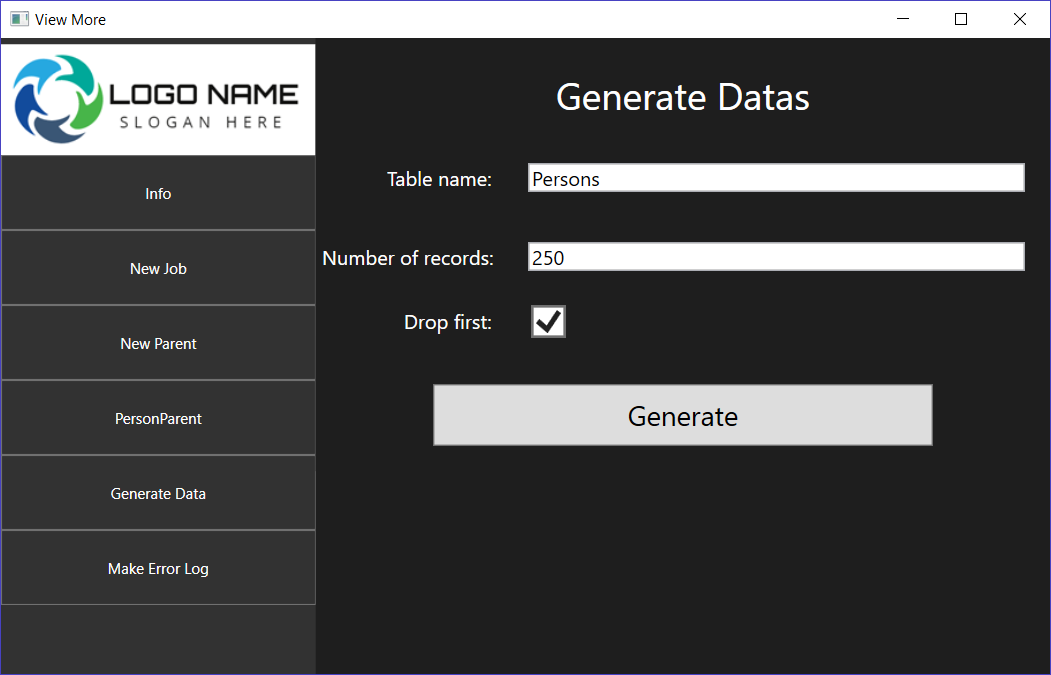 View More
LOGO NAME
SLOGAN HERE
Info
New Job
New Parent
PersonParent
Generate Data
Make Error Log
Generate Datas
Table name: Persons
Number of records: 250
Drop first:
Generate